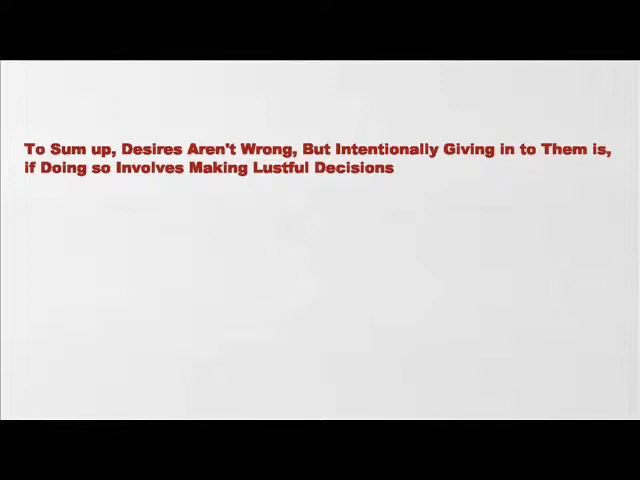 To Sum up, Desires Aren't Wrong, But Intentionally Giving in to Them is,
if Doing so Involves Making Lustful Decisions